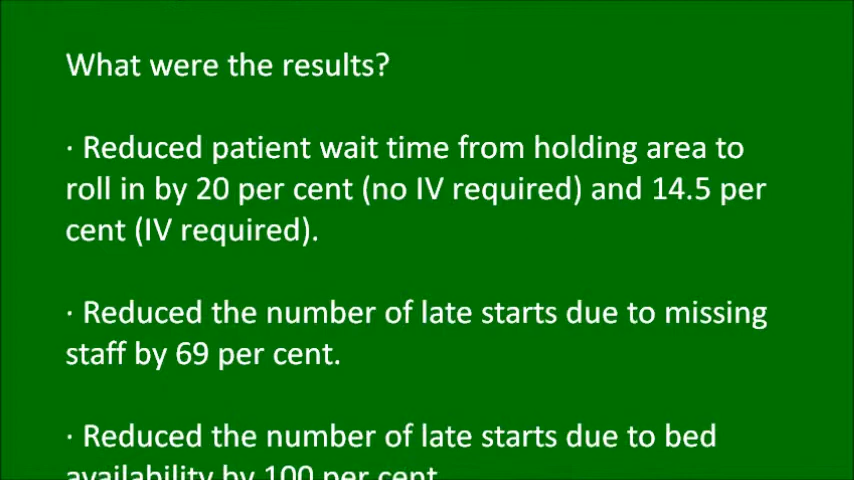 What were the results?
· Reduced patient wait time from holding area to
roll in by 20 per cent (no IV required) and 14.5 per
cent (IV required).
· Reduced the number of late starts due to missing
staff by 69 per cent.
· Reduced the number of late starts due to bed
availability by 100 per cent